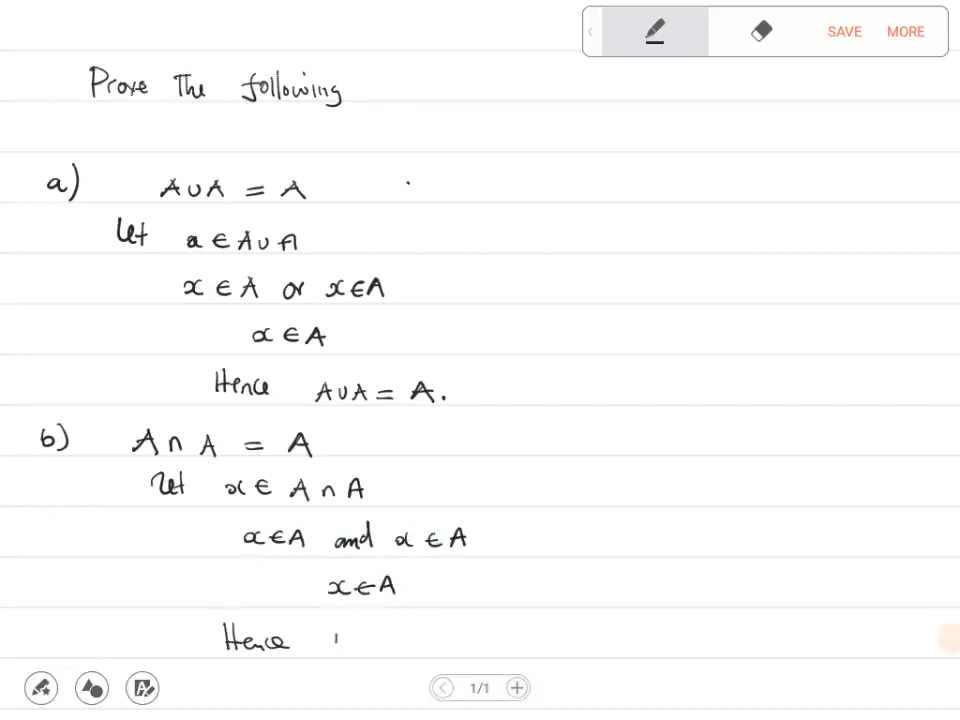 SAVE MORE
Prove The following
a) A∪A = A
Let x ∈ A∪A
x ∈ A or x∈A
x ∈ A
Hence A∪A = A.
b) A∩A = A
Let x ∈ A∩A
x∈A and x∈A
x∈A
Hence
1/1